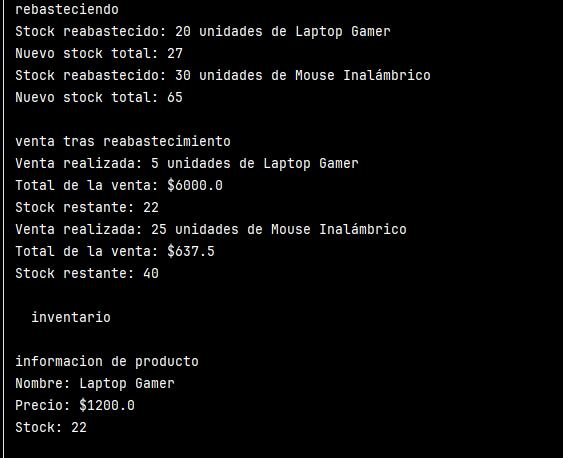 rebasteciendo
Stock reabastecido: 20 unidades de Laptop Gamer
Nuevo stock total: 27
Stock reabastecido: 30 unidades de Mouse Inalámbrico
Nuevo stock total: 65
venta tras reabastecimiento
Venta realizada: 5 unidades de Laptop Gamer
Total de la venta: $6000.0
Stock restante: 22
Venta realizada: 25 unidades de Mouse Inalámbrico
Total de la venta: $637.5
Stock restante: 40
inventario
informacion de producto
Nombre: Laptop Gamer
Precio: $1200.0
Stock: 22